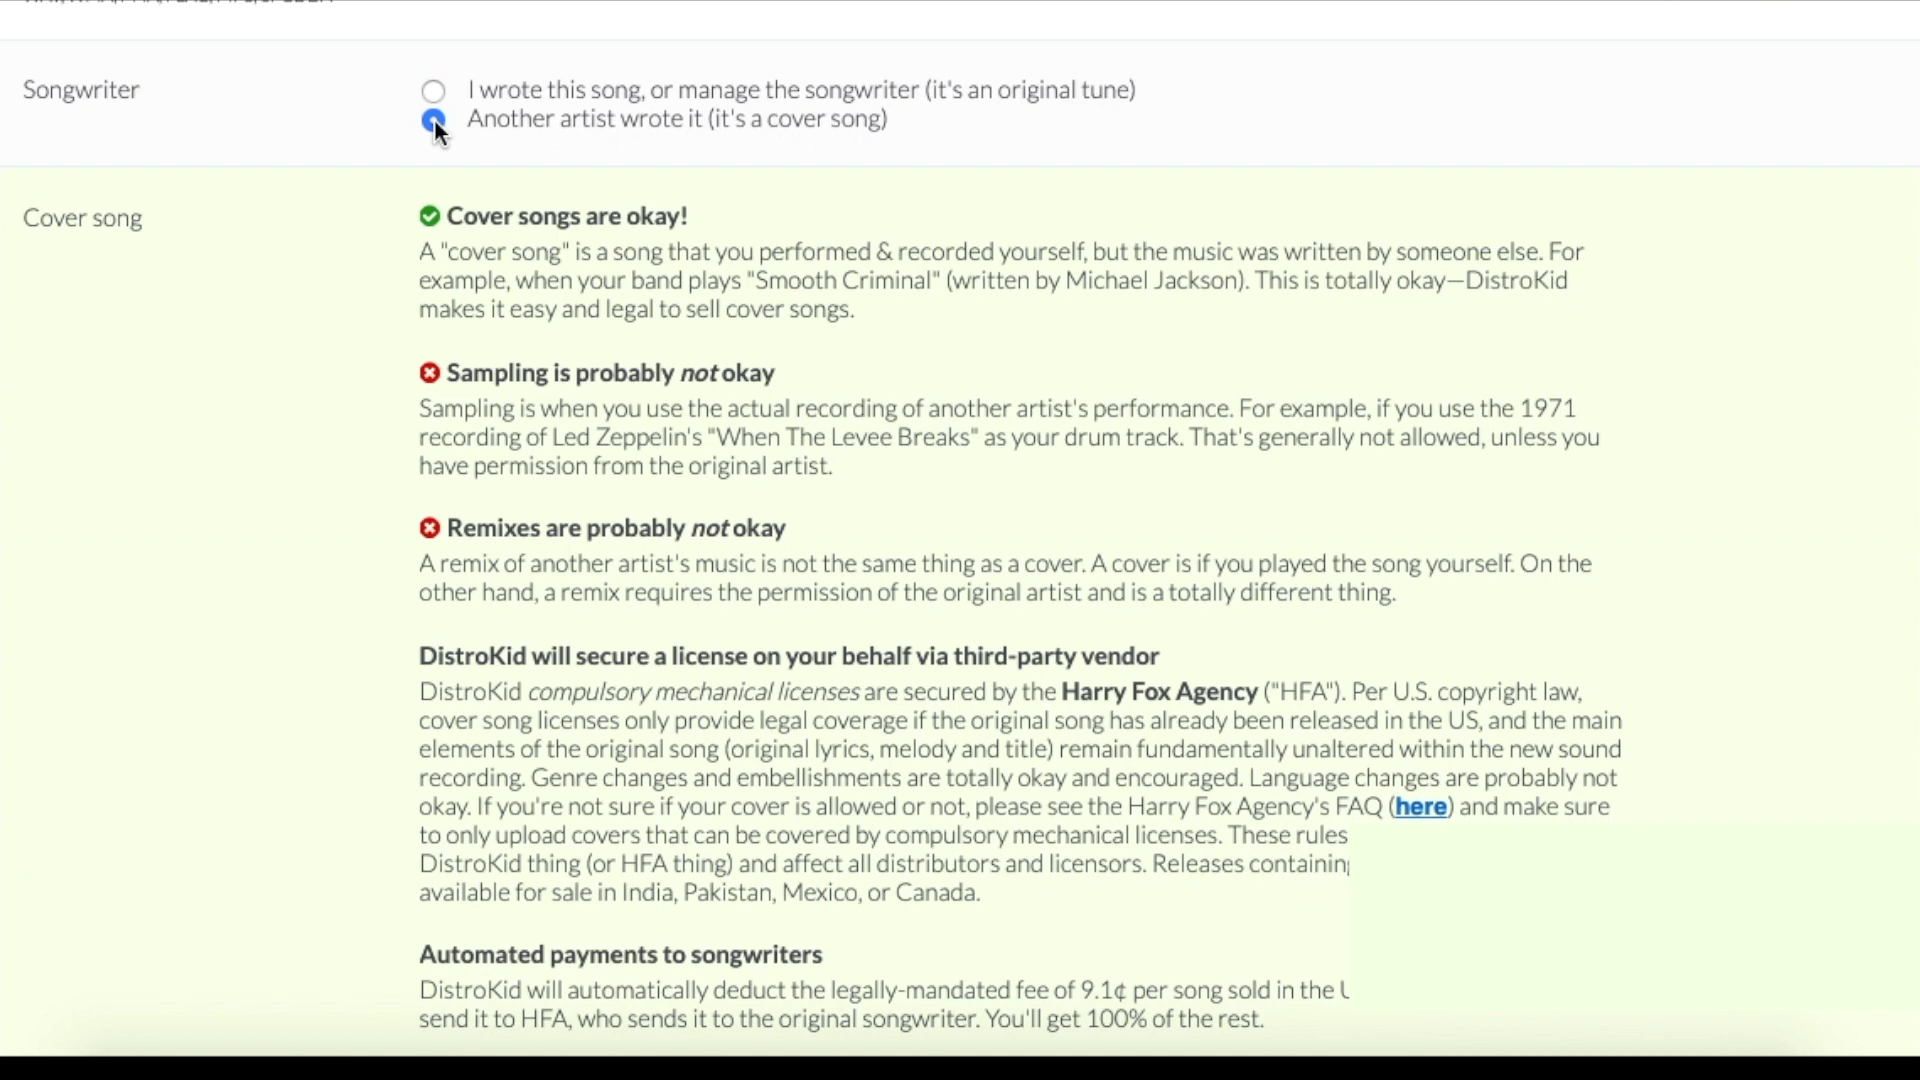 Songwriter
I wrote this song, or manage the songwriter (it's an original tune)
Another artist wrote it (it's a cover song)
Cover song
Cover songs are okay!
A "cover song" is a song that you performed & recorded yourself, but the music was written by someone else. For
example, when your band plays "Smooth Criminal" (written by Michael Jackson). This is totally okay—DistroKid
makes it easy and legal to sell cover songs.
Sampling is probably not okay
Sampling is when you use the actual recording of another artist's performance. For example, if you use the 1971
recording of Led Zeppelin's "When The Levee Breaks" as your drum track. That's generally not allowed, unless you
have permission from the original artist.
Remixes are probably not okay
A remix of another artist's music is not the same thing as a cover. A cover is if you played the song yourself. On the
other hand, a remix requires the permission of the original artist and is a totally different thing.
DistroKid will secure a license on your behalf via third-party vendor
DistroKid compulsory mechanical licenses are secured by the Harry Fox Agency ("HFA"). Per U.S. copyright law,
cover song licenses only provide legal coverage if the original song has already been released in the US, and the main
elements of the original song (original lyrics, melody and title) remain fundamentally unaltered within the new sound
recording. Genre changes and embellishments are totally okay and encouraged. Language changes are probably not
okay. If you're not sure if your cover is allowed or not, please see the Harry Fox Agency's FAQ (here) and make sure
to only upload covers that can be covered by compulsory mechanical licenses. These rules
DistroKid thing (or HFA thing) and affect all distributors and licensors. Releases
available for sale in India, Pakistan, Mexico, or Canada.
Automated payments to songwriters
DistroKid will automatically deduct the legally-mandated fee of 9.1¢ per song sold in the
send it to HFA, who sends it to the original songwriter. You'll get 100% of the rest.